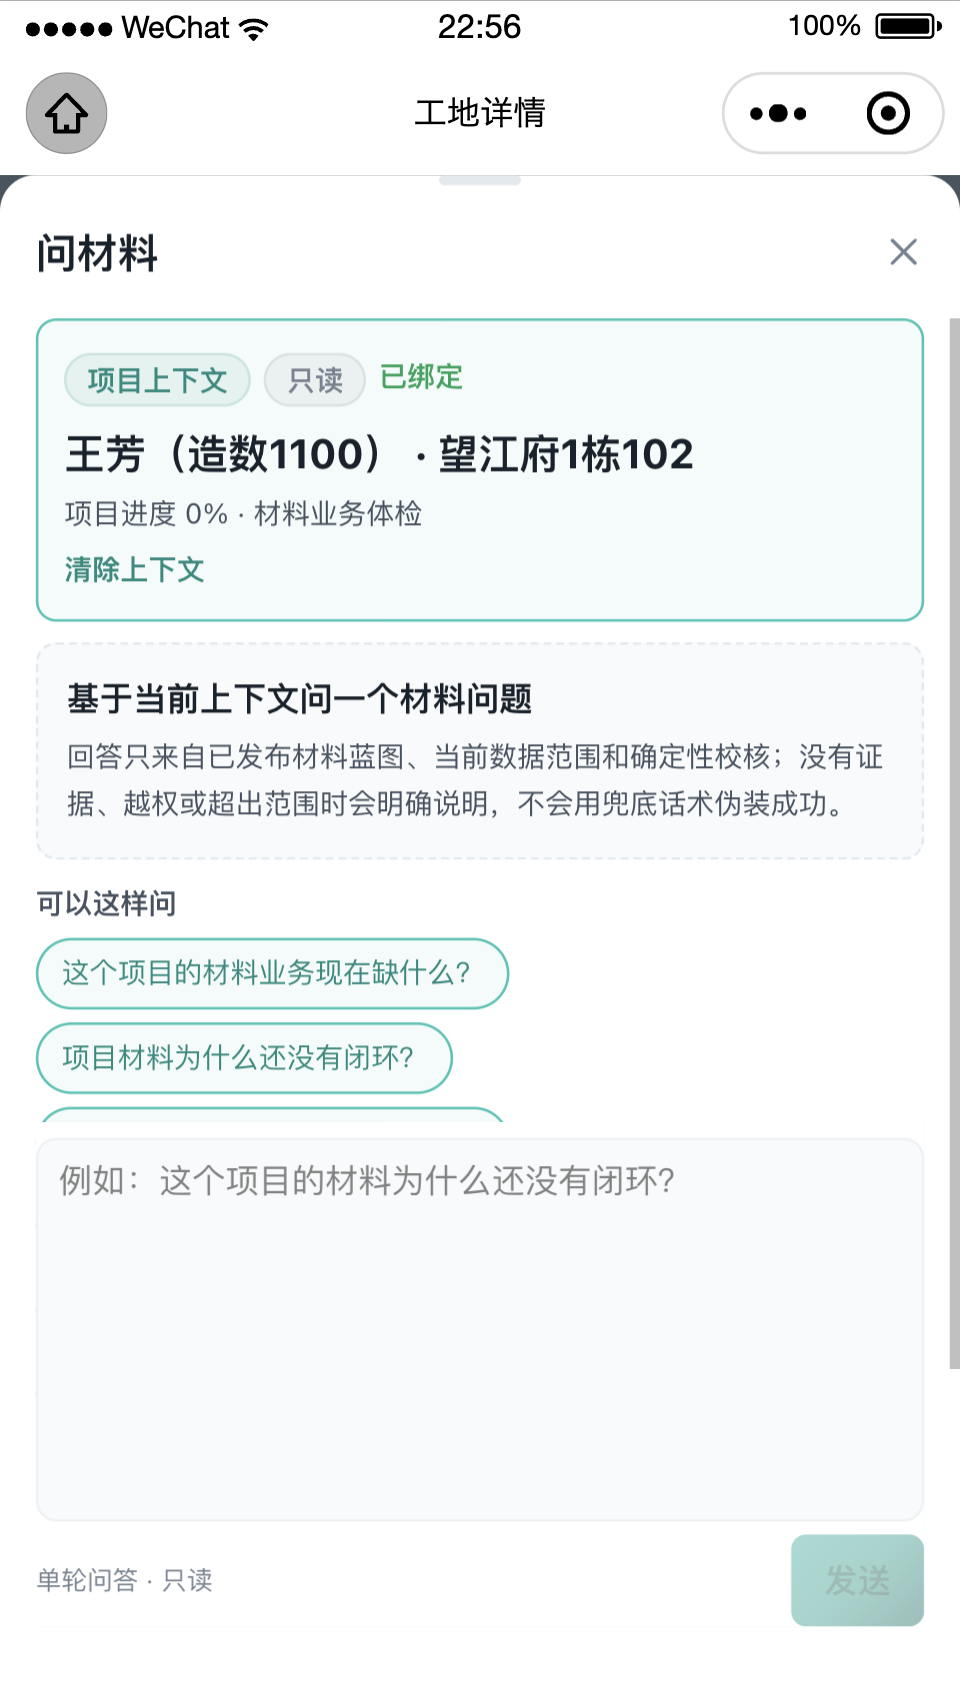 ●●●●● WeChat 22:56 100%
工地详情
问材料
项目上下文 只读 已绑定
王芳（造数1100） · 望江府1栋102
项目进度 0% · 材料业务体检
清除上下文
基于当前上下文问一个材料问题
回答只来自已发布材料蓝图、当前数据范围和确定性校核；没有证
据、越权或超出范围时会明确说明，不会用兜底话术伪装成功。
可以这样问
这个项目的材料业务现在缺什么？
项目材料为什么还没有闭环？
例如：这个项目的材料为什么还没有闭环？
单轮问答 · 只读
发送